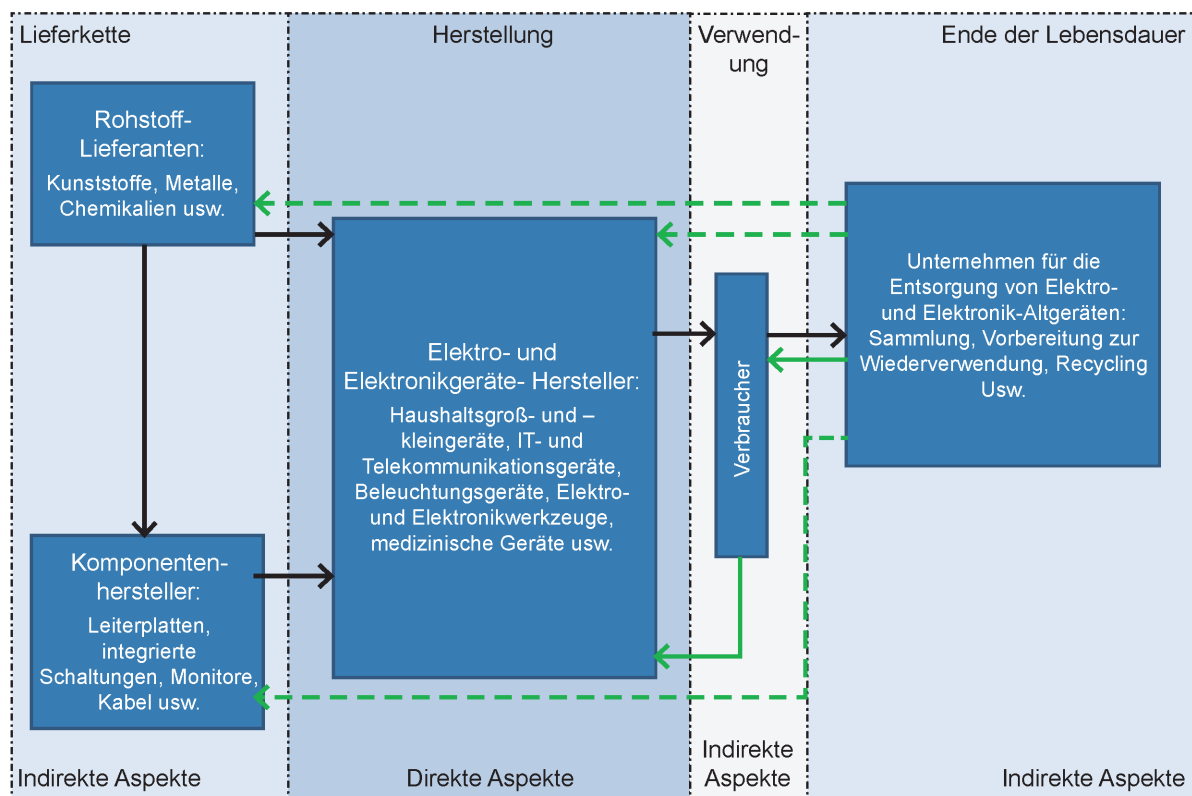 Lieferkette
Herstellung
Verwend-
ung
Ende der Lebensdauer
Rohstoff-
Lieferanten:
Kunststoffe, Metalle,
Chemikalien usw.
Komponenten-
hersteller:
Leiterplatten,
integrierte
Schaltungen, Monitore,
Kabel usw.
Elektro- und
Elektronikgeräte- Hersteller:
Haushaltsgroß- und –
kleingeräte, IT- und
Telekommunikationsgeräte,
Beleuchtungsgeräte, Elektro-
und Elektronikwerkzeuge,
medizinische Geräte usw.
Verbraucher
Unternehmen für die
Entsorgung von Elektro-
und Elektronik-Altgeräten:
Sammlung, Vorbereitung zur
Wiederverwendung, Recycling
Usw.
Indirekte Aspekte
Direkte Aspekte
Indirekte
Aspekte
Indirekte Aspekte